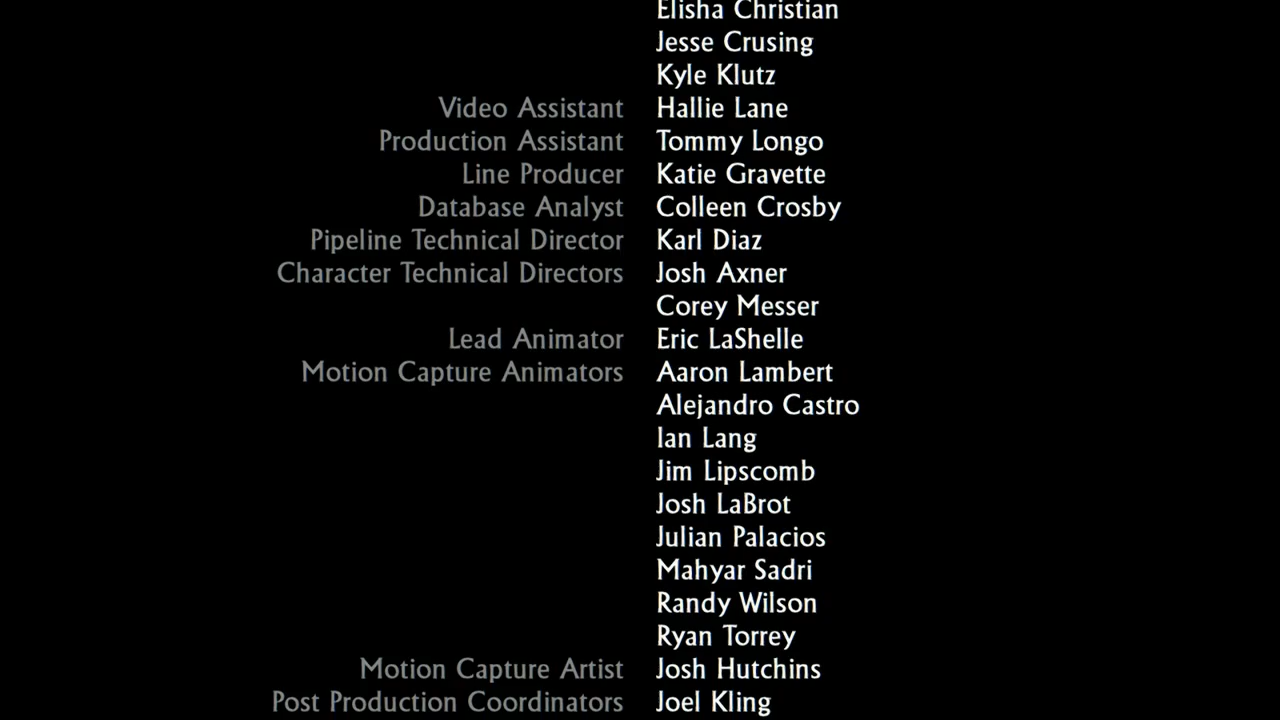 Elisha Christian
Jesse Crusing
Kyle Klutz
Video Assistant Hallie Lane
Production Assistant Tommy Longo
Line Producer Katie Gravette
Database Analyst Colleen Crosby
Pipeline Technical Director Karl Diaz
Character Technical Directors Josh Axner
Corey Messer
Lead Animator Eric LaShelle
Motion Capture Animators Aaron Lambert
Alejandro Castro
Ian Lang
Jim Lipscomb
Josh LaBrot
Julian Palacios
Mahyar Sadri
Randy Wilson
Ryan Torrey
Motion Capture Artist Josh Hutchins
Post Production Coordinators Joel Kling